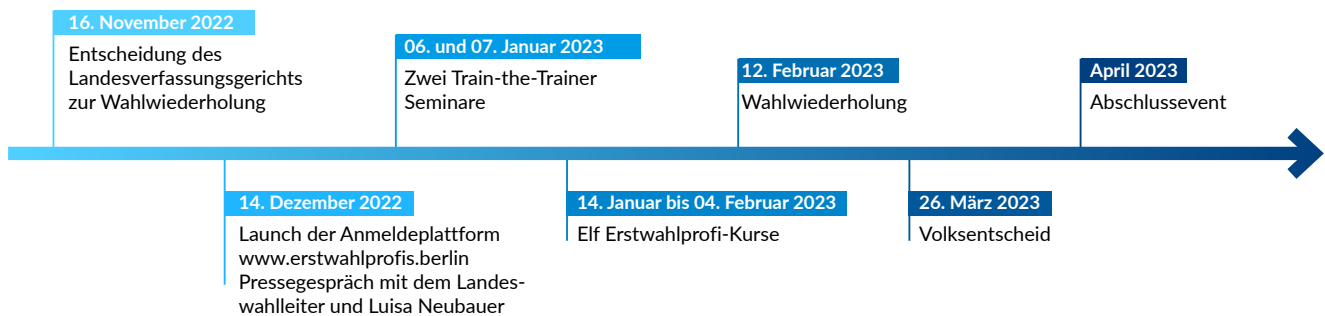 16. November 2022
Entscheidung des
Landesverfassungsgerichts
zur Wahlwiederholung
14. Dezember 2022
Launch der Anmeldeplattform
www.erstwahlprofis.berlin
Pressegespräch mit dem Landes-
wahlleiter und Luisa Neubauer
06. und 07. Januar 2023
Zwei Train-the-Trainer
Seminare
14. Januar bis 04. Februar 2023
Elf Erstwahlprofi-Kurse
12. Februar 2023
Wahlwiederholung
26. März 2023
Volksentscheid
April 2023
Abschlussevent